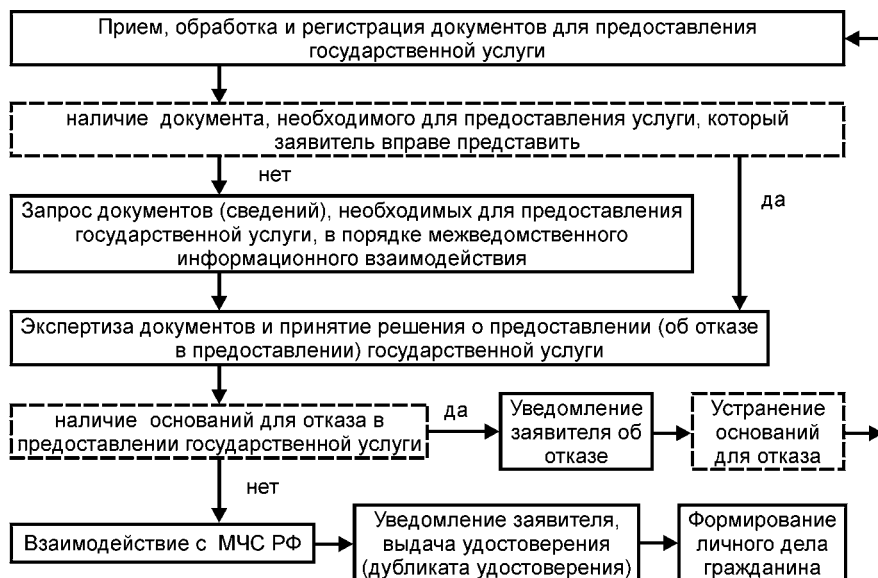 Прием, обработка и регистрация документов для предоставления
государственной услуги
наличие документа, необходимого для предоставления услуги, который
заявитель вправе представить
нет
да
Запрос документов (сведений), необходимых для предоставления
государственной услуги, в порядке межведомственного
информационного взаимодействия
Экспертиза документов и принятие решения о предоставлении (об отказе
в предоставлении) государственной услуги
наличие оснований для отказа в
предоставлении государственной услуги
да
Уведомление
заявителя об
отказе
Устранение
оснований
для отказа
нет
Взаимодействие с МЧС РФ
Уведомление заявителя,
выдача удостоверения
(дубликата удостоверения)
Формирование
личного дела
гражданина